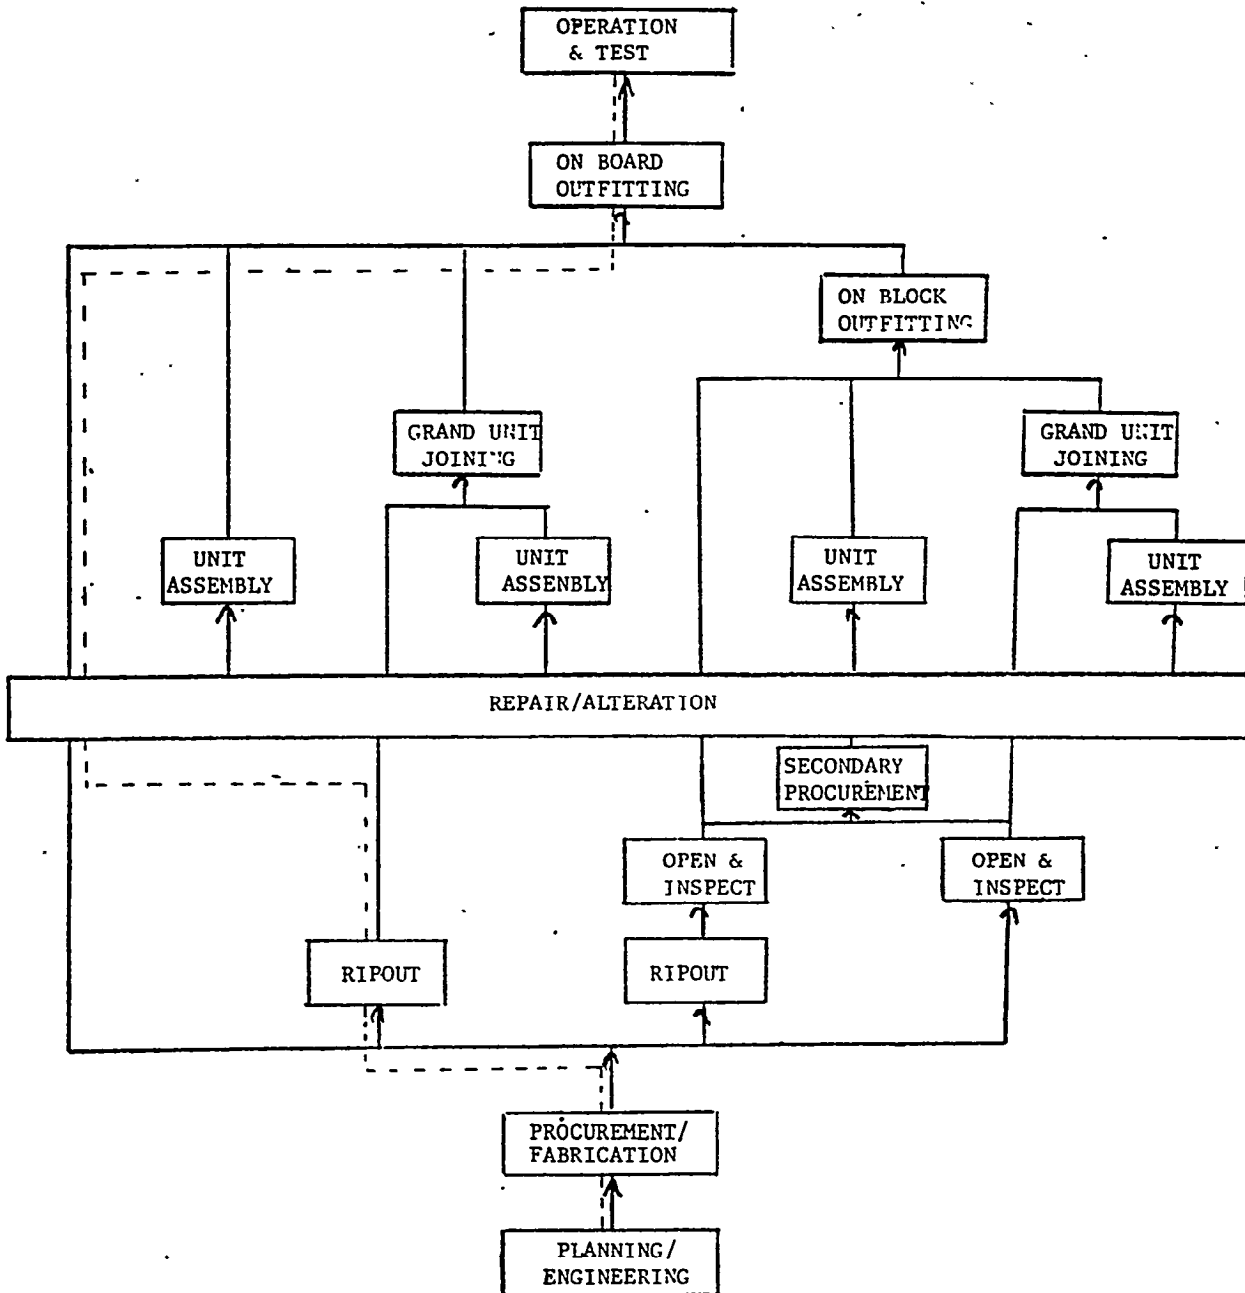 OPERATION
& TEST
ON BOARD
OUTFITTING
ON BLOCK
OUTFITTING
GRAND UNIT
JOINING
GRAND UNIT
JOINING
UNIT
ASSEMBLY
UNIT
ASSENBLY
UNIT
ASSEMBLY
UNIT
ASSEMBLY
REPAIR/ALTERATION
SECONDARY
PROCUREMENT
OPEN &
INSPECT
OPEN &
INSPECT
RIPOUT
RIPOUT
PROCUREMENT/
FABRICATION
PLANNING/
ENGINEERING